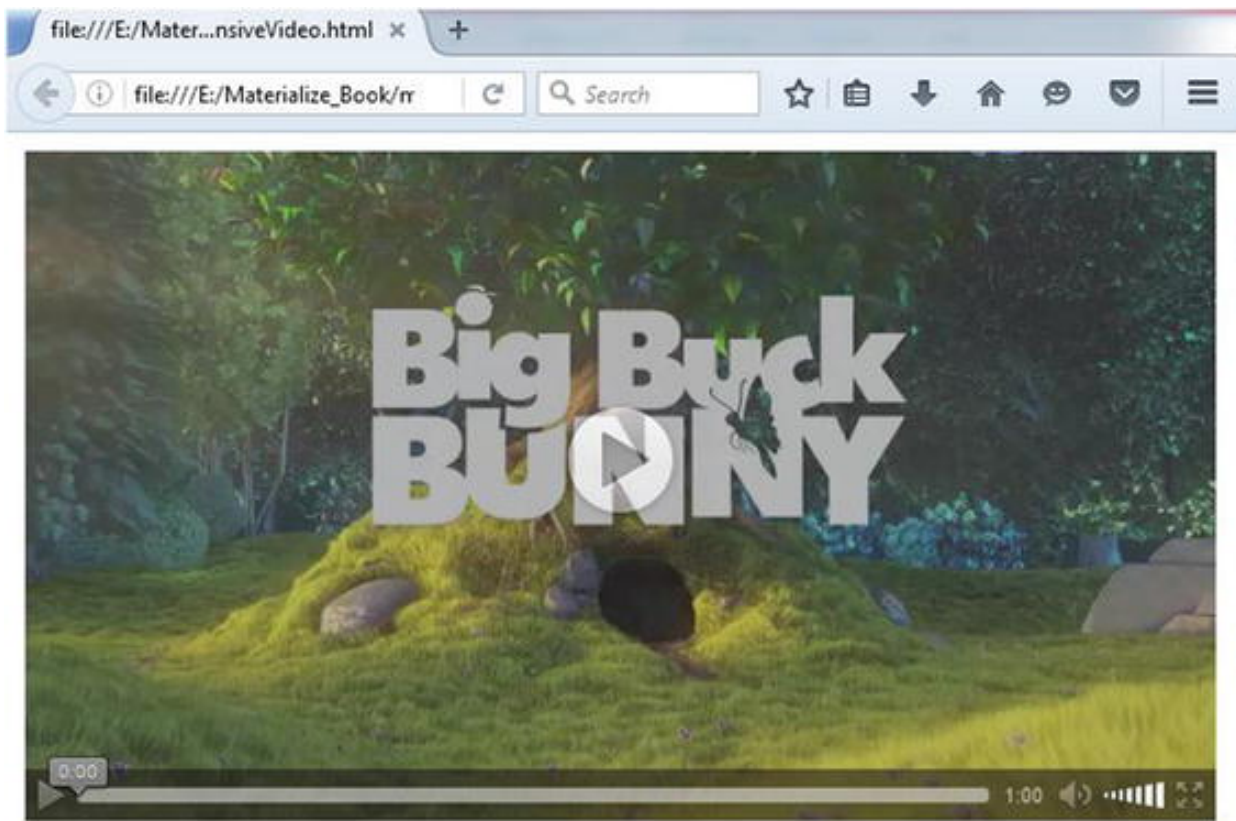 file:///E:/Mater...nsiveVideo.html × +
file:///E:/Materialize_Book/m Search
Big Buck
BUNNY
0:00
1:00